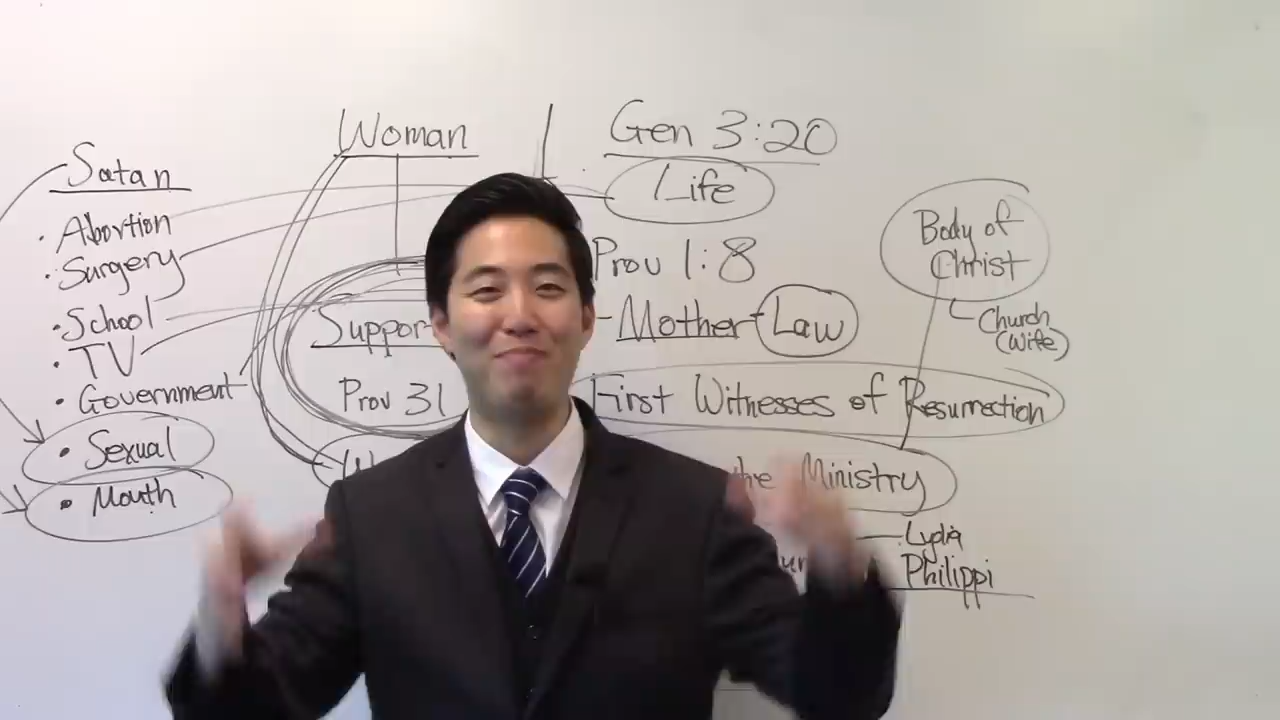 Satan
• Abortion
• Surgery
• School
• TV
• Government
• Sexual
• Mouth
Woman
Support
Prov 31
Gen 3:20
Life
Prov 1:8
- Mother - Law
First Witnesses of Resurrection
the Ministry
Lydia
Philippi
Body of
Christ
Church
(Wife)